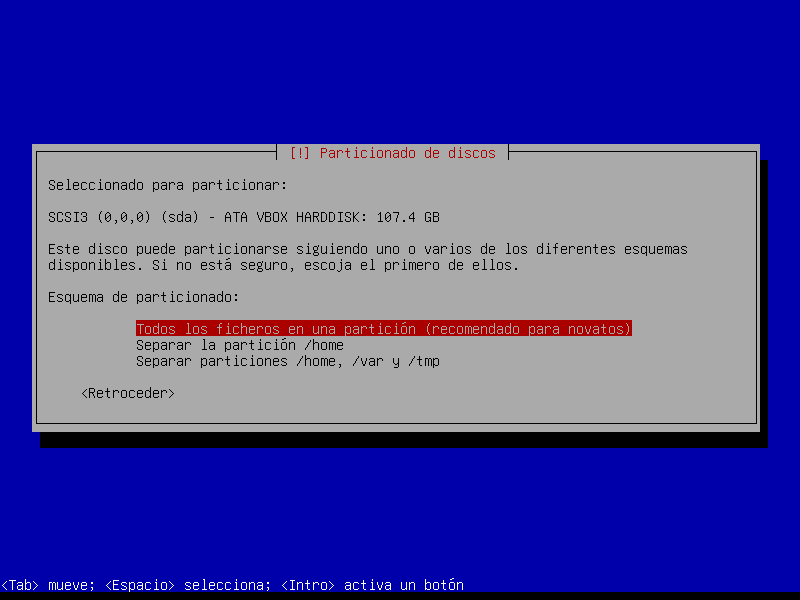 [!] Particionado de discos
Seleccionado para particionar:
SCSI3 (0,0,0) (sda) - ATA VBOX HARDDISK: 107.4 GB
Este disco puede particionarse siguiendo uno o varios de los diferentes esquemas
disponibles. Si no está seguro, escoja el primero de ellos.
Esquema de particionado:
Todos los ficheros en una partición (recomendado para novatos)
Separar la partición /home
Separar particiones /home, /var y /tmp
<Retroceder>
<Tab> mueve; <Espacio> selecciona; <Intro> activa un botón